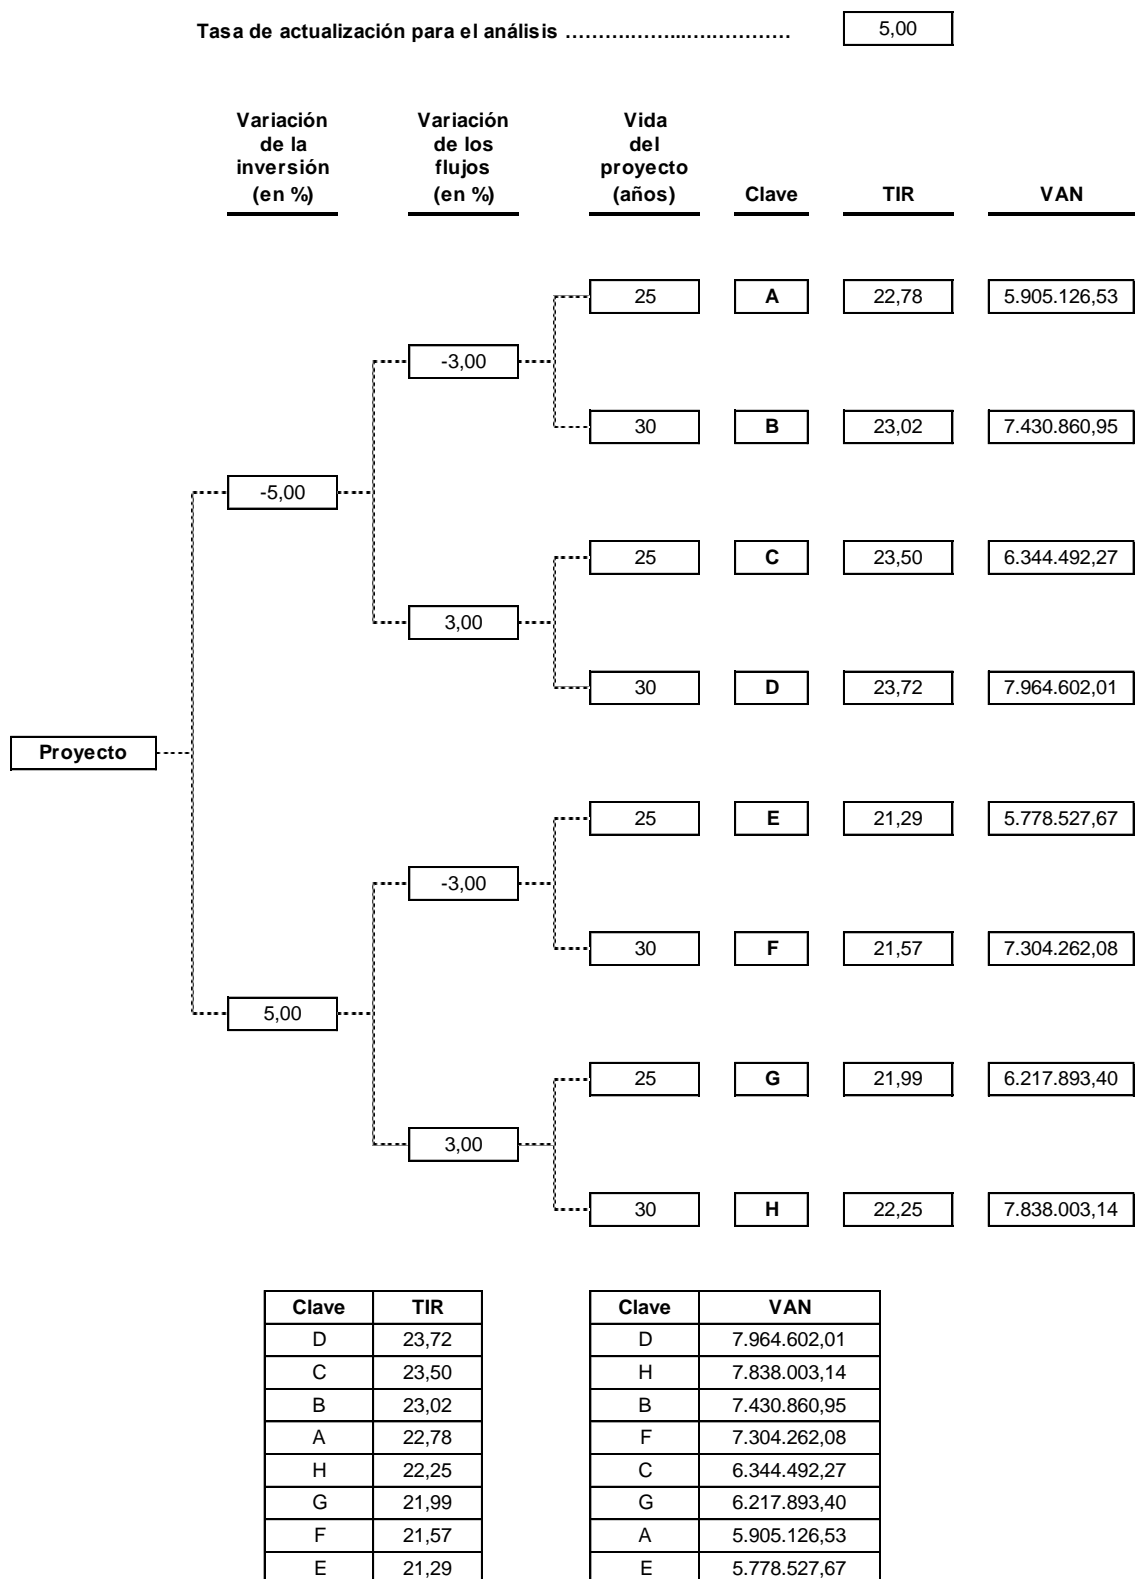 Tasa de actualización para el análisis ……….……...….………… 5,00
Variación de la inversión (en %)
Variación de los flujos (en %)
Vida del proyecto (años)
Clave
TIR
VAN
25 A 22,78 5.905.126,53
-3,00
30 B 23,02 7.430.860,95
-5,00
25 C 23,50 6.344.492,27
3,00
30 D 23,72 7.964.602,01
Proyecto
25 E 21,29 5.778.527,67
-3,00
30 F 21,57 7.304.262,08
5,00
25 G 21,99 6.217.893,40
3,00
30 H 22,25 7.838.003,14
Clave TIR
D 23,72
C 23,50
B 23,02
A 22,78
H 22,25
G 21,99
F 21,57
E 21,29
Clave VAN
D 7.964.602,01
H 7.838.003,14
B 7.430.860,95
F 7.304.262,08
C 6.344.492,27
G 6.217.893,40
A 5.905.126,53
E 5.778.527,67